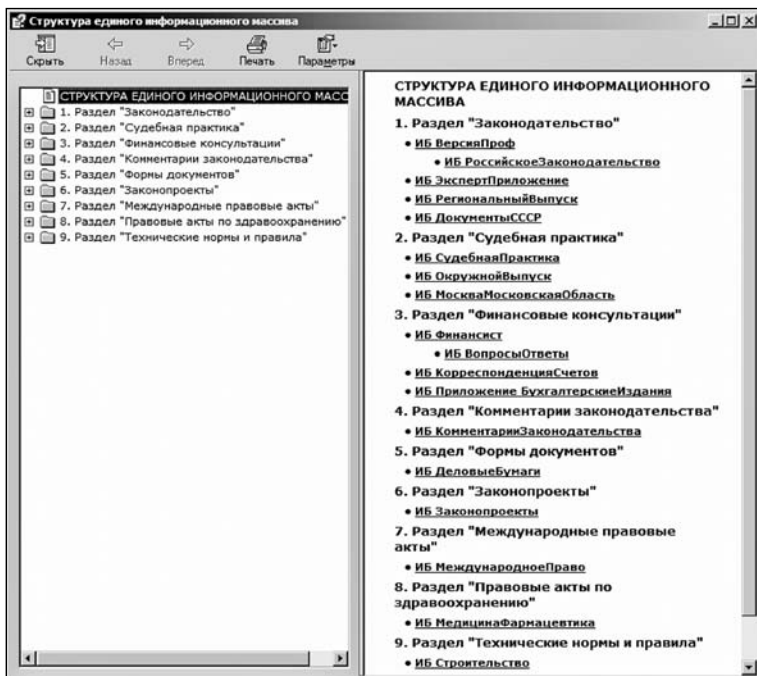 Структура единого информационного массива
Скрыть Назад Вперед Печать Параметры
СТРУКТУРА ЕДИНОГО ИНФОРМАЦИОННОГО МАСС
1. Раздел "Законодательство"
2. Раздел "Судебная практика"
3. Раздел "Финансовые консультации"
4. Раздел "Комментарии законодательства"
5. Раздел "Формы документов"
6. Раздел "Законопроекты"
7. Раздел "Международные правовые акты"
8. Раздел "Правовые акты по здравоохранению"
9. Раздел "Технические нормы и правила"
СТРУКТУРА ЕДИНОГО ИНФОРМАЦИОННОГО
МАССИВА
1. Раздел "Законодательство"
• ИБ ВерсияПроф
• ИБ РоссийскоеЗаконодательство
• ИБ ЭкспертПриложение
• ИБ РегиональныйВыпуск
• ИБ ДокументыСССР
2. Раздел "Судебная практика"
• ИБ СудебнаяПрактика
• ИБ ОкружнойВыпуск
• ИБ МоскваМосковскаяОбласть
3. Раздел "Финансовые консультации"
• ИБ Финансист
• ИБ ВопросыОтветы
• ИБ КорреспонденцияСчетов
• ИБ Приложение БухгалтерскиеИздания
4. Раздел "Комментарии законодательства"
• ИБ КомментарииЗаконодательства
5. Раздел "Формы документов"
• ИБ ДеловыеБумаги
6. Раздел "Законопроекты"
• ИБ Законопроекты
7. Раздел "Международные правовые
акты"
• ИБ МеждународноеПраво
8. Раздел "Правовые акты по
здравоохранению"
• ИБ МедицинаФармацевтика
9. Раздел "Технические нормы и правила"
• ИБ Строительство